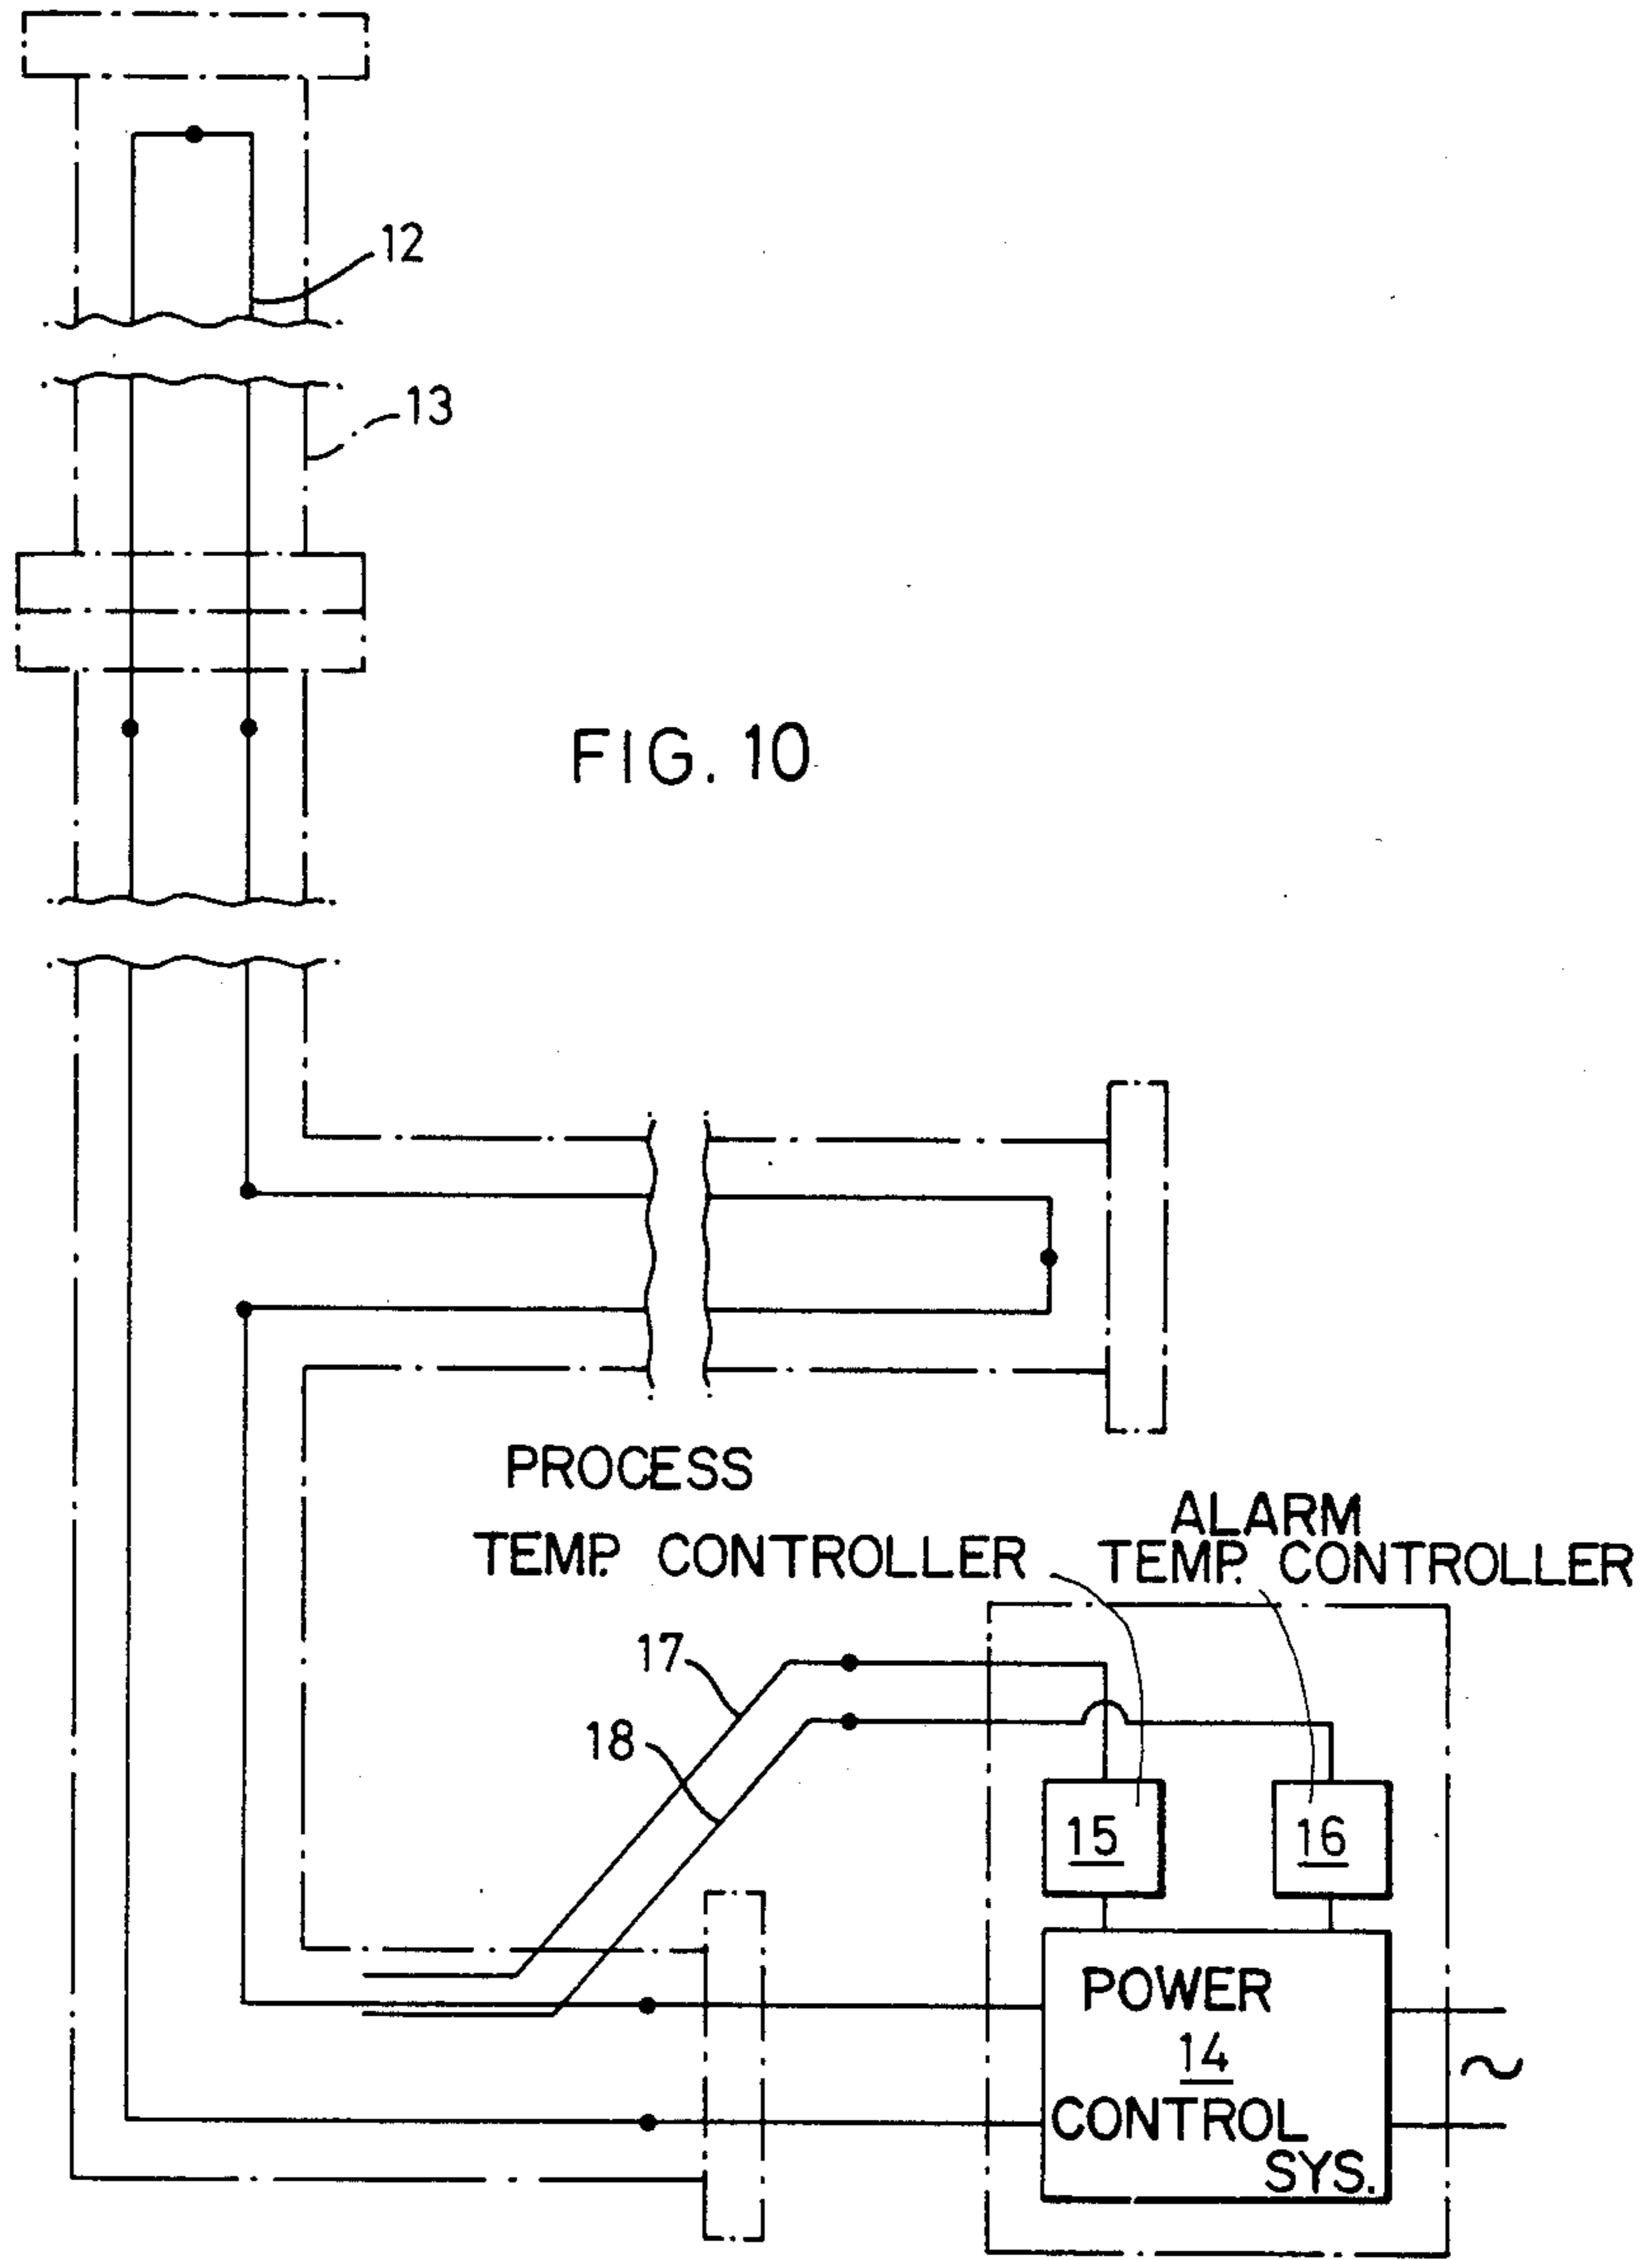 12
13
FIG. 10
PROCESS
TEMP. CONTROLLER
ALARM
TEMP. CONTROLLER
17
18
15
16
POWER
14
CONTROL
SYS.
~